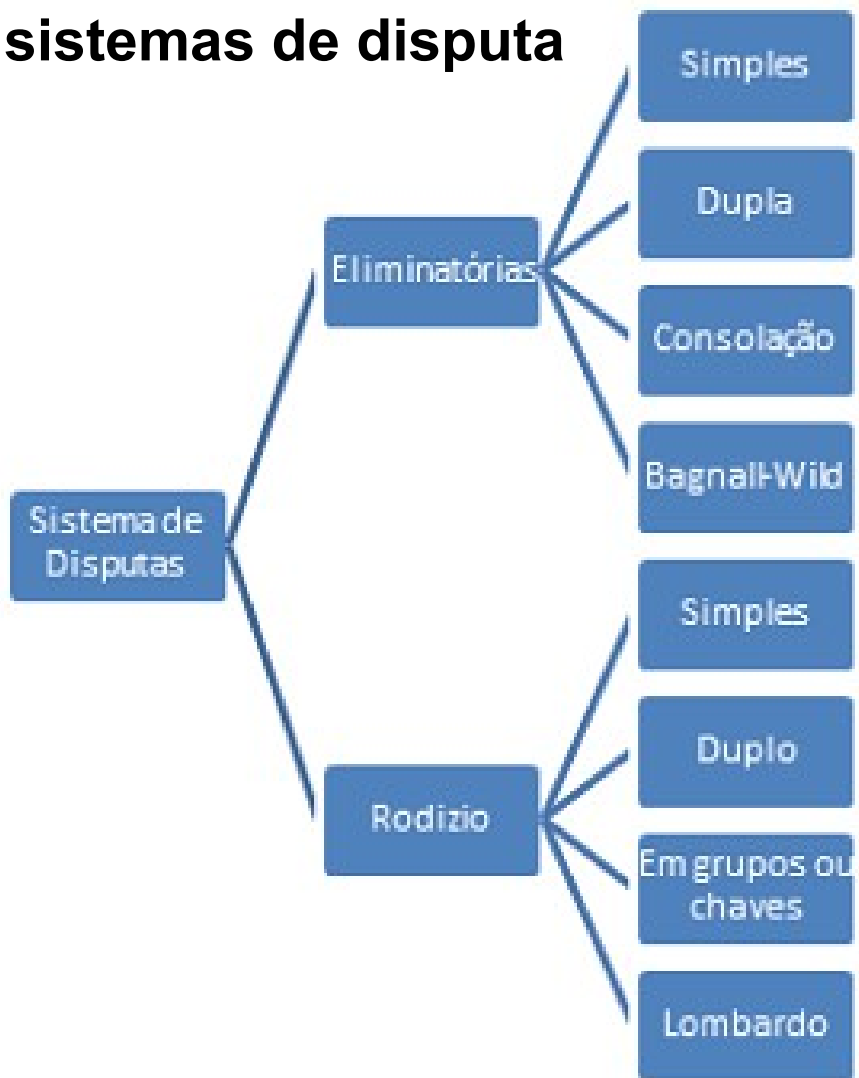 sistemas de disputa
Sistema de
Disputas
Eliminatórias
Simples
Dupla
Consolação
Bagnall-Wild
Rodizio
Simples
Duplo
Em grupos ou
chaves
Lombardo